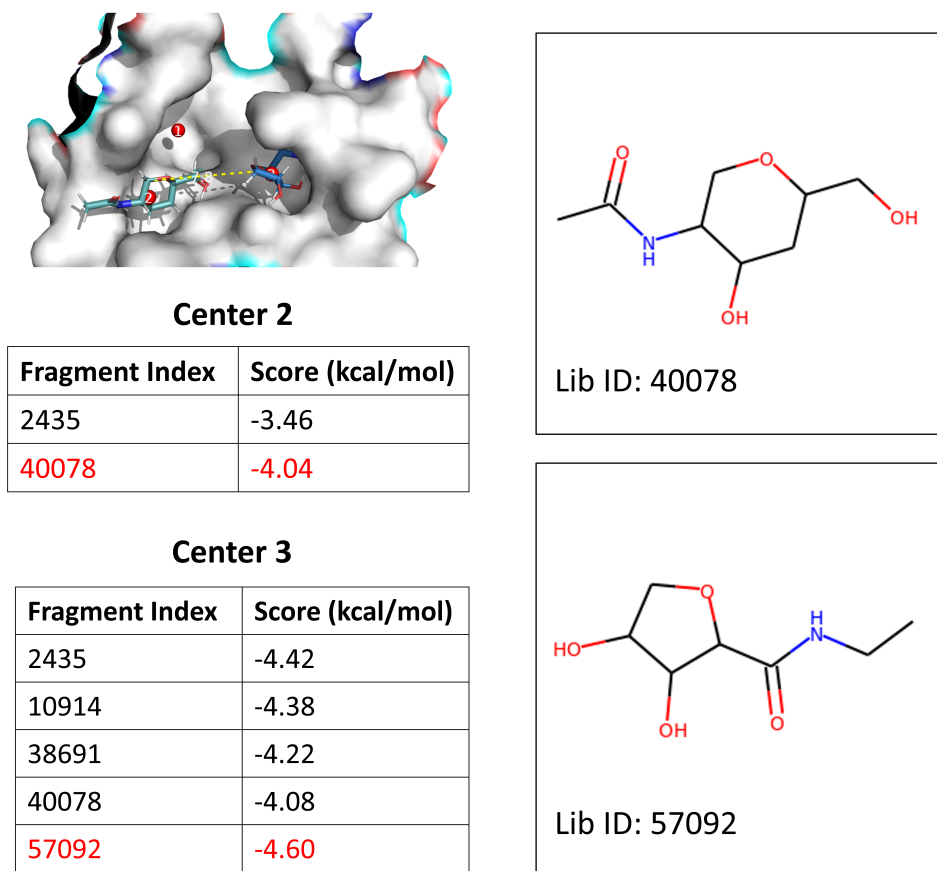 1
2
Center 2
Fragment Index Score (kcal/mol)
2435 -3.46
40078 -4.04
Center 3
Fragment Index Score (kcal/mol)
2435 -4.42
10914 -4.38
38691 -4.22
40078 -4.08
57092 -4.60
O
O
OH
N
H
OH
Lib ID: 40078
O
H
N
HO
OH
O
Lib ID: 57092